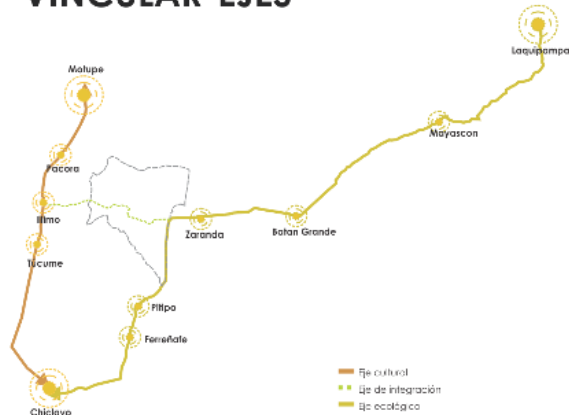 VINCULAR EJES
Laquipampa
Motupe
Mayascon
Pacora
Illimo
Zaranda
Batan Grande
Tucume
Pitipo
Ferreñafe
Eje cultural
Eje de integración
Eje ecológico
Chiclayo